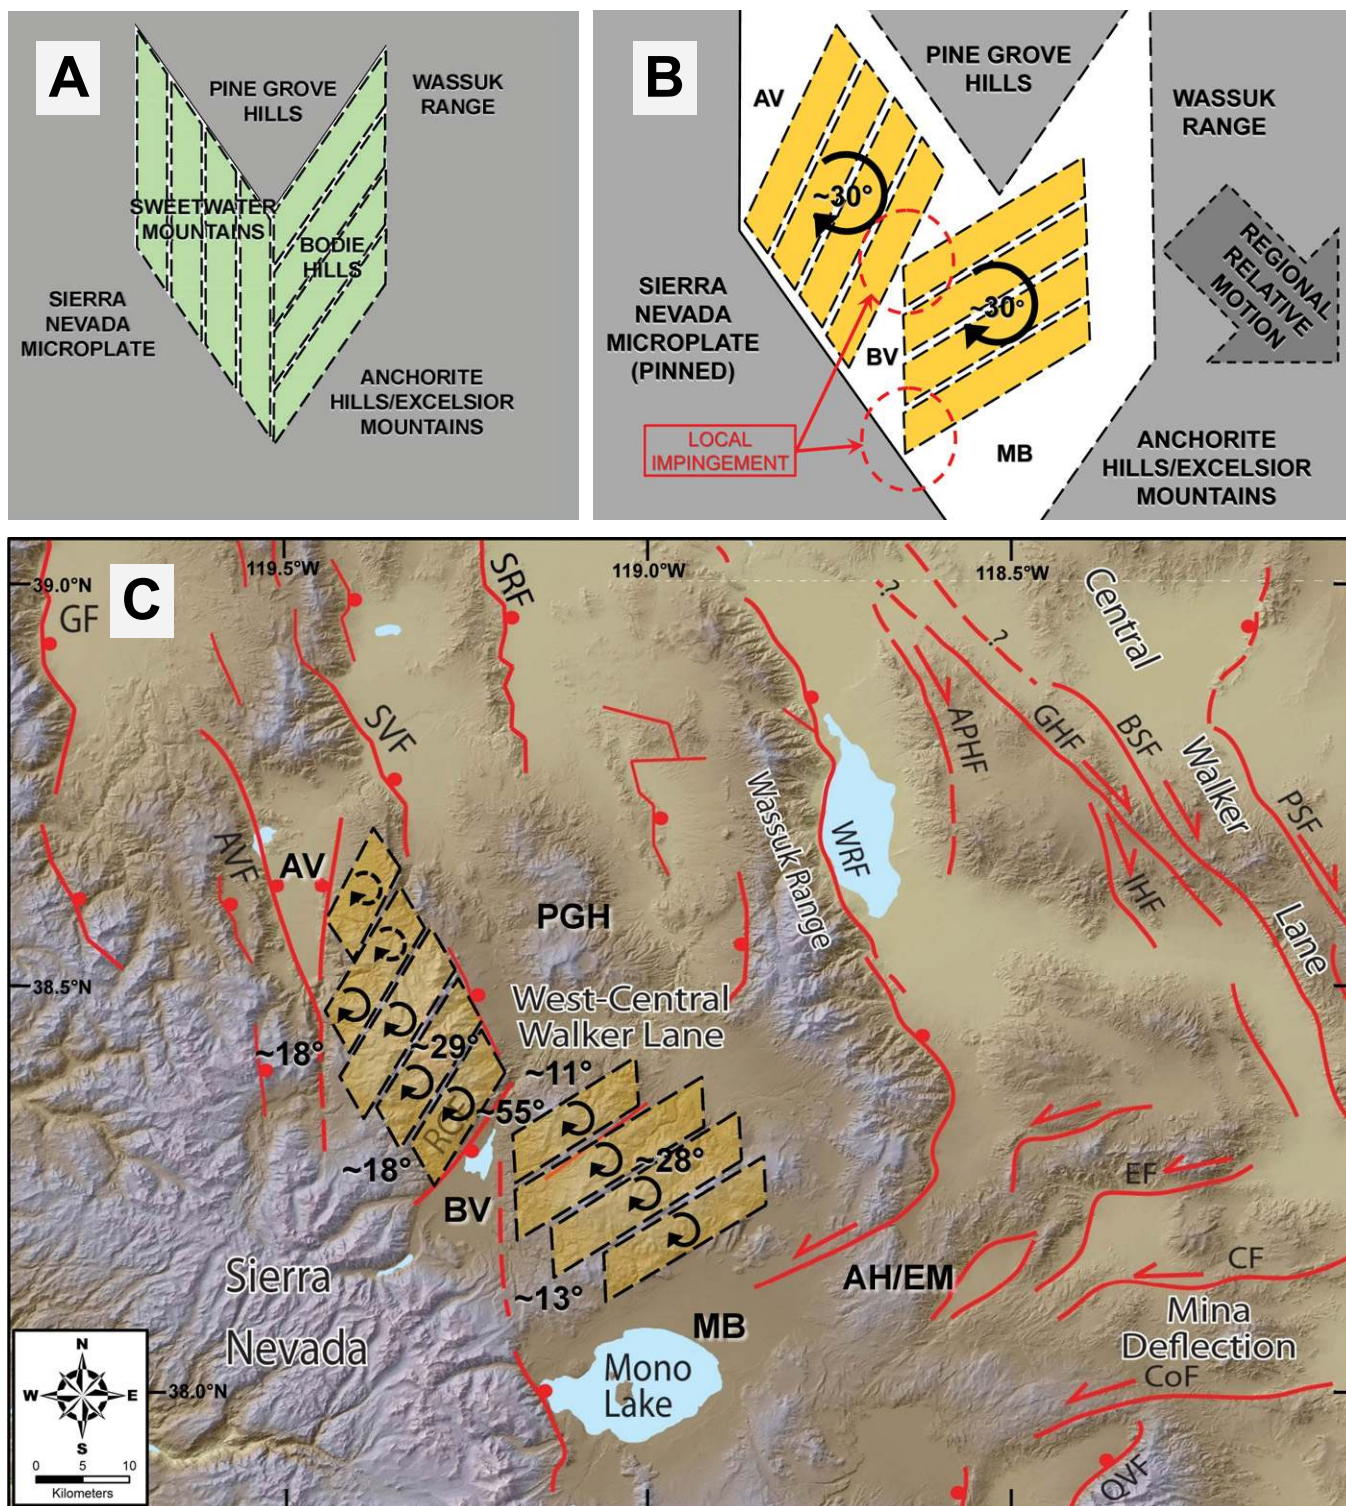 A
PINE GROVE
HILLS
WASSUK
RANGE
SWEETWATER
MOUNTAINS
BODIE
HILLS
SIERRA
NEVADA
MICROPLATE
ANCHORITE
HILLS/EXCELSIOR
MOUNTAINS
B
AV
PINE GROVE
HILLS
WASSUK
RANGE
~30°
~30°
SIERRA
NEVADA
MICROPLATE
(PINNED)
BV
REGIONAL
RELATIVE
MOTION
LOCAL
IMPINGEMENT
MB
ANCHORITE
HILLS/EXCELSIOR
MOUNTAINS
C
39.0°N
119.5°W
119.0°W
118.5°W
GF
SRF
SVF
?
?
Central
Walker
Lane
APHF
GHF
BSF
PSF
IHF
Wassuk Range
WRF
AVF
AV
PGH
38.5°N
West-Central
Walker Lane
~18°
~29°
~11°
~55°
~18°
~28°
BV
~13°
EF
CF
AH/EM
Mina
Deflection
CoF
QVF
Sierra
Nevada
MB
Mono
Lake
38.0°N
N
W
E
S
0
5
10
Kilometers